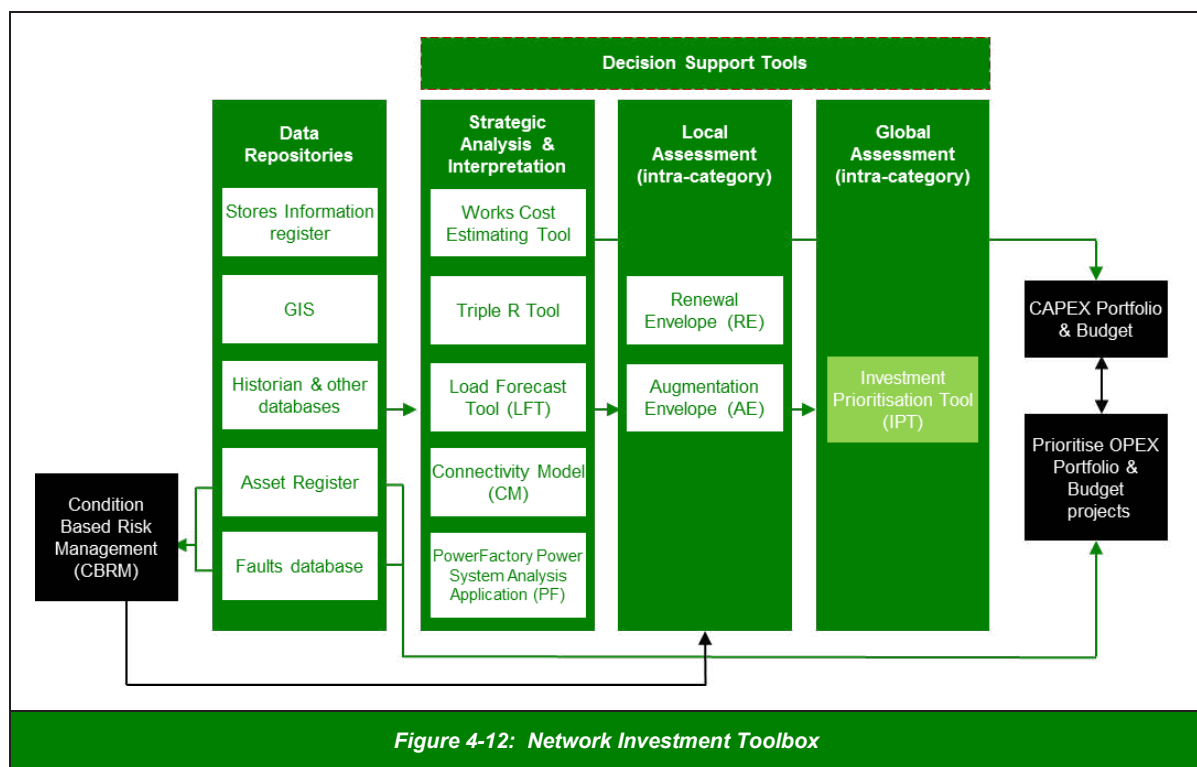 Decision Support Tools
Data
Repositories
Stores Information
register
GIS
Historian & other
databases
Asset Register
Faults database
Strategic
Analysis &
Interpretation
Works Cost
Estimating Tool
Triple R Tool
Load Forecast
Tool (LFT)
Connectivity Model
(CM)
PowerFactory Power
System Analysis
Application (PF)
Local
Assessment
(intra-category)
Renewal
Envelope (RE)
Augmentation
Envelope (AE)
Global
Assessment
(intra-category)
Investment
Prioritisation Tool
(IPT)
CAPEX Portfolio
& Budget
Prioritise OPEX
Portfolio &
Budget
projects
Condition
Based Risk
Management
(CBRM)
Figure 4-12: Network Investment Toolbox